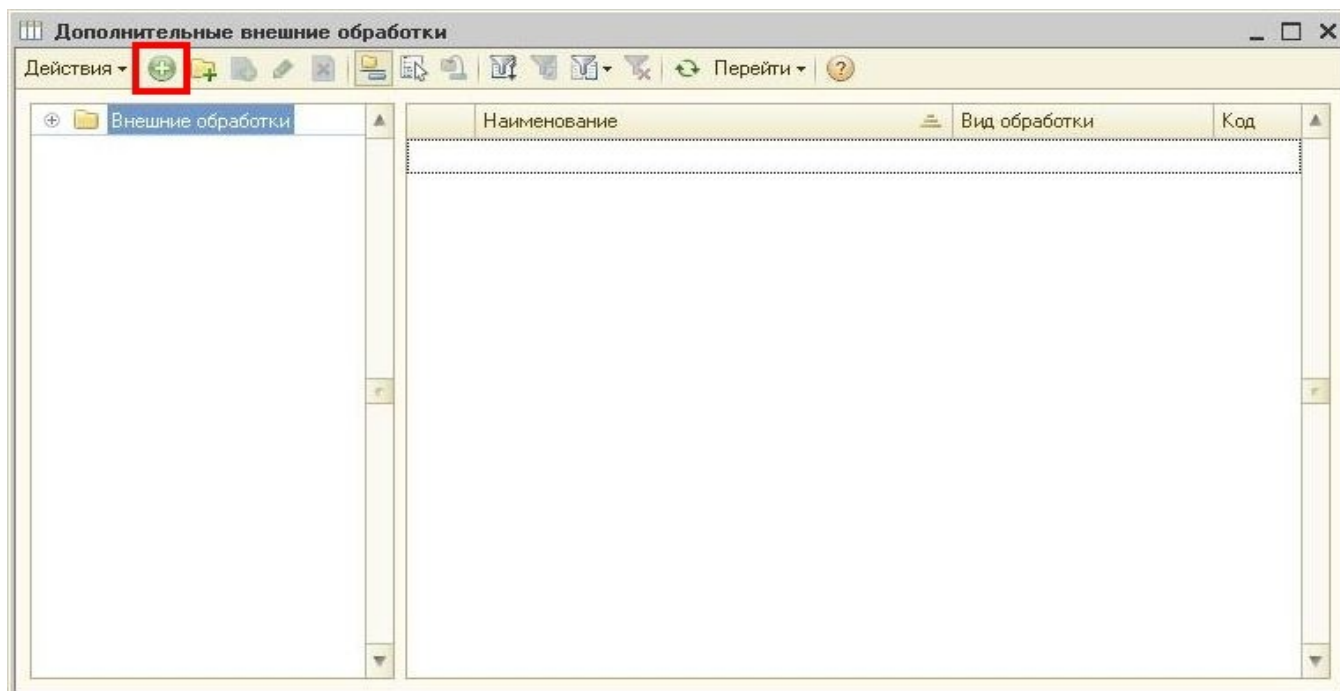 Дополнительные внешние обработки
Действия Перейти
Внешние обработки
Наименование Вид обработки Код